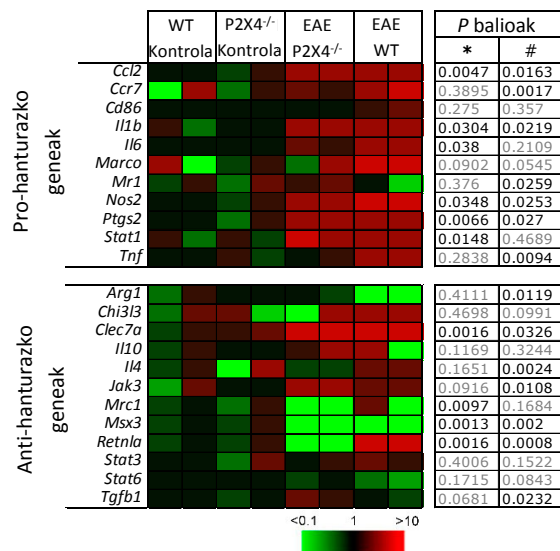 WT P2X4-/- EAE EAE P balioak
Kontrola Kontrola P2X4-/- WT * #
Pro-hanturazko geneak
Ccl2 0.0047 0.0163
Ccr7 0.3895 0.0017
Cd86 0.275 0.357
Il1b 0.0304 0.0219
Il6 0.038 0.2109
Marco 0.0902 0.0545
Mr1 0.376 0.0259
Nos2 0.0348 0.0253
Ptgs2 0.0066 0.027
Stat1 0.0148 0.4689
Tnf 0.2838 0.0094
Anti-hanturazko geneak
Arg1 0.4111 0.0119
Chi3l3 0.4698 0.0991
Clec7a 0.0016 0.0326
Il10 0.1169 0.3244
Il4 0.1651 0.0024
Jak3 0.0916 0.0108
Mrc1 0.0097 0.1684
Msx3 0.0013 0.002
Retnla 0.0016 0.0008
Stat3 0.4006 0.1522
Stat6 0.1715 0.0843
Tgfb1 0.0681 0.0232
<0.1 1 >10